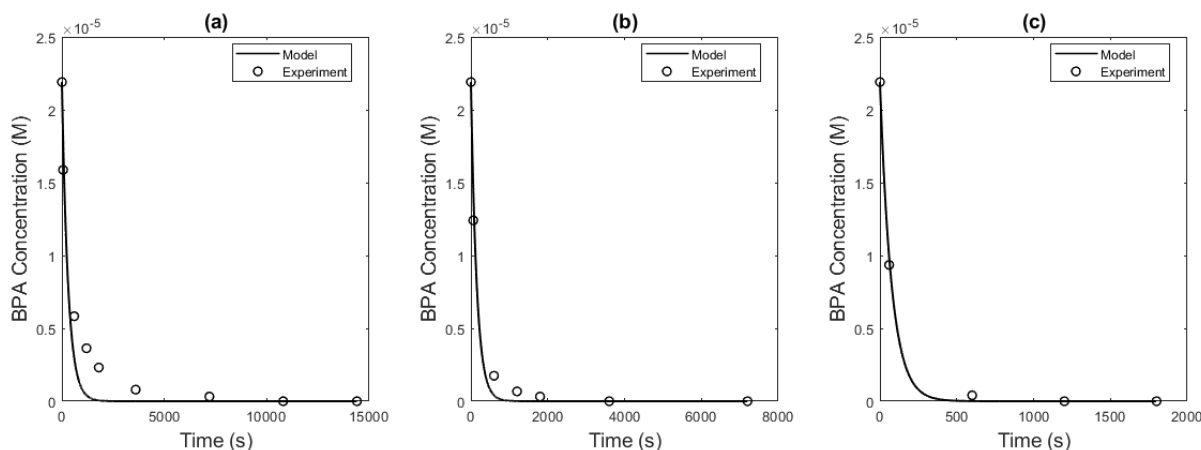 (a)
×10⁻⁵
2.5
2
1.5
1
0.5
0
BPA Concentration (M)
0 5000 10000 15000
Time (s)
Model
Experiment
(b)
×10⁻⁵
2.5
2
1.5
1
0.5
0
BPA Concentration (M)
0 2000 4000 6000 8000
Time (s)
Model
Experiment
(c)
×10⁻⁵
2.5
2
1.5
1
0.5
0
BPA Concentration (M)
0 500 1000 1500 2000
Time (s)
Model
Experiment